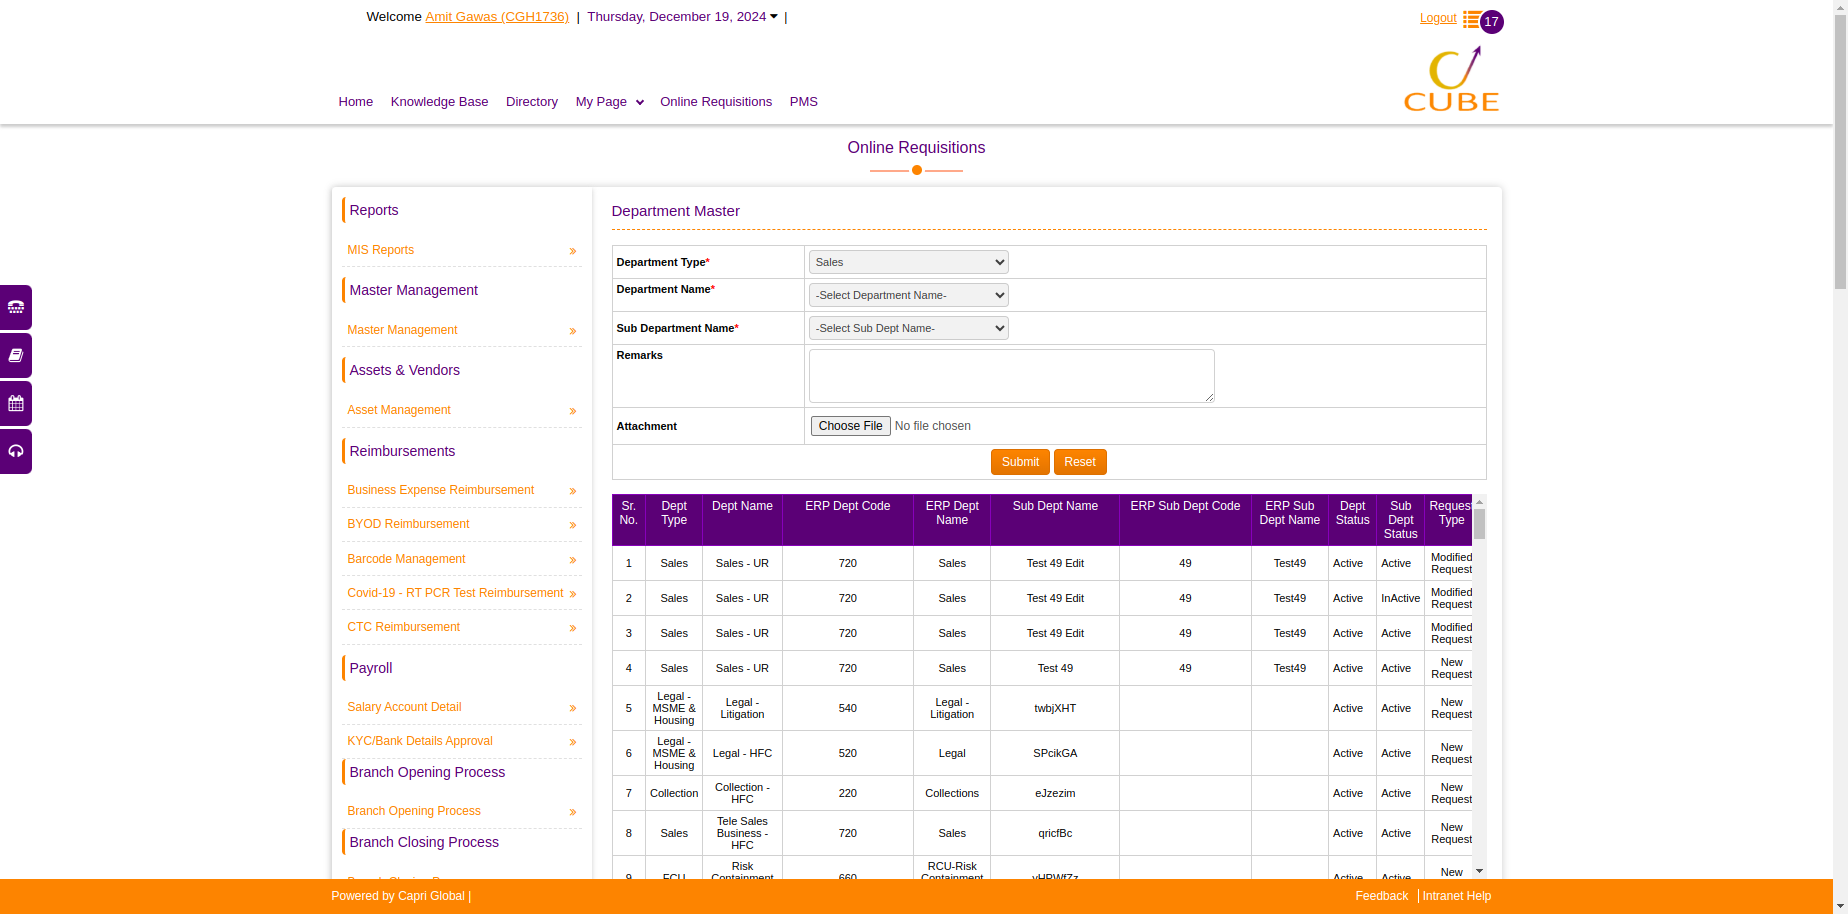 Welcome Amit Gawas (CGH1736) | Thursday, December 19, 2024 |
Logout 17
CUBE
Home Knowledge Base Directory My Page Online Requisitions PMS
Online Requisitions
Reports
MIS Reports
Master Management
Master Management
Assets & Vendors
Asset Management
Reimbursements
Business Expense Reimbursement
BYOD Reimbursement
Barcode Management
Covid-19 - RT PCR Test Reimbursement
CTC Reimbursement
Payroll
Salary Account Detail
KYC/Bank Details Approval
Branch Opening Process
Branch Opening Process
Branch Closing Process
Department Master
Department Type* Sales
Department Name* -Select Department Name-
Sub Department Name* -Select Sub Dept Name-
Remarks
Attachment Choose File No file chosen
Submit Reset
Sr. No. Dept Type Dept Name ERP Dept Code ERP Dept Name Sub Dept Name ERP Sub Dept Code ERP Sub Dept Name Dept Status Sub Dept Status Request Type
1 Sales Sales - UR 720 Sales Test 49 Edit 49 Test49 Active Active Modified Request
2 Sales Sales - UR 720 Sales Test 49 Edit 49 Test49 Active InActive Modified Request
3 Sales Sales - UR 720 Sales Test 49 Edit 49 Test49 Active Active Modified Request
4 Sales Sales - UR 720 Sales Test 49 49 Test49 Active Active New Request
5 Legal - MSME & Housing Legal - Litigation 540 Legal - Litigation twbjXHT Active Active New Request
6 Legal - MSME & Housing Legal - HFC 520 Legal SPcikGA Active Active New Request
7 Collection Collection - HFC 220 Collections eJzezim Active Active New Request
8 Sales Tele Sales Business - HFC 720 Sales qricfBc Active Active New Request
9 FCU Risk Containment 660 RCU-Risk Containment Active Active New
Powered by Capri Global |
Feedback | Intranet Help